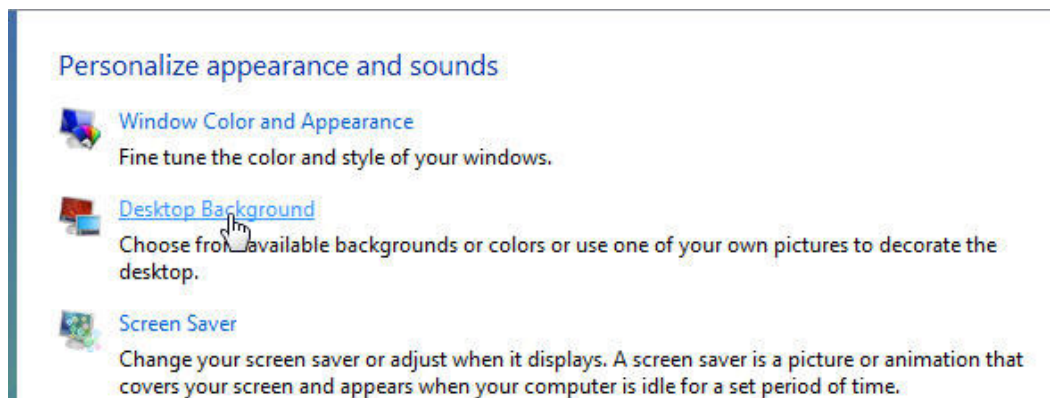 Personalize appearance and sounds
Window Color and Appearance
Fine tune the color and style of your windows.
Desktop Background
Choose from available backgrounds or colors or use one of your own pictures to decorate the
desktop.
Screen Saver
Change your screen saver or adjust when it displays. A screen saver is a picture or animation that
covers your screen and appears when your computer is idle for a set period of time.